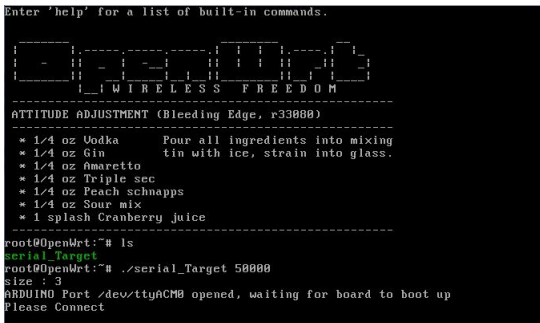 Enter 'help' for a list of built-in commands.
OpenWrt
W I R E L E S S   F R E E D O M
ATTITUDE ADJUSTMENT (Bleeding Edge, r33080)
* 1/4 oz Vodka      Pour all ingredients into mixing
* 1/4 oz Gin        tin with ice, strain into glass.
* 1/4 oz Amaretto
* 1/4 oz Triple sec
* 1/4 oz Peach schnapps
* 1/4 oz Sour mix
* 1 splash Cranberry juice
root@OpenWrt:~# ls
serial_Target
root@OpenWrt:~# ./serial_Target 50000
size : 3
ARDUINO Port /dev/ttyACM0 opened, waiting for board to boot up
Please Connect